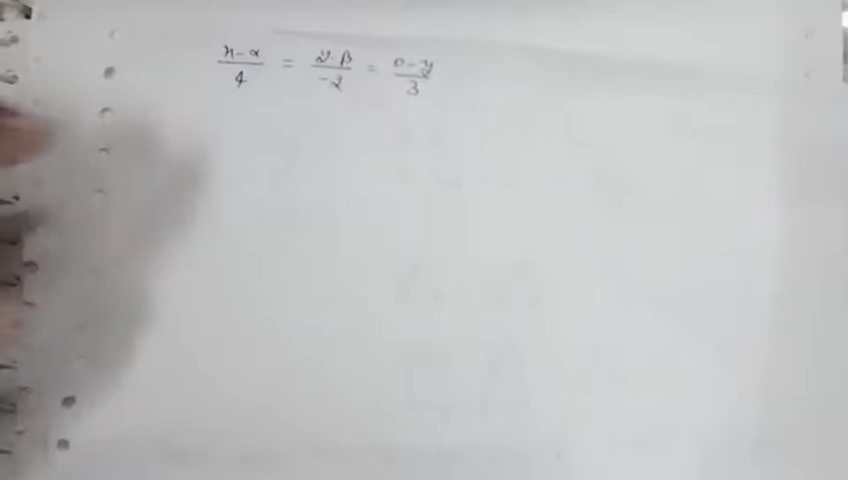 x-α/4 = y-β/-2 = 0-γ/3